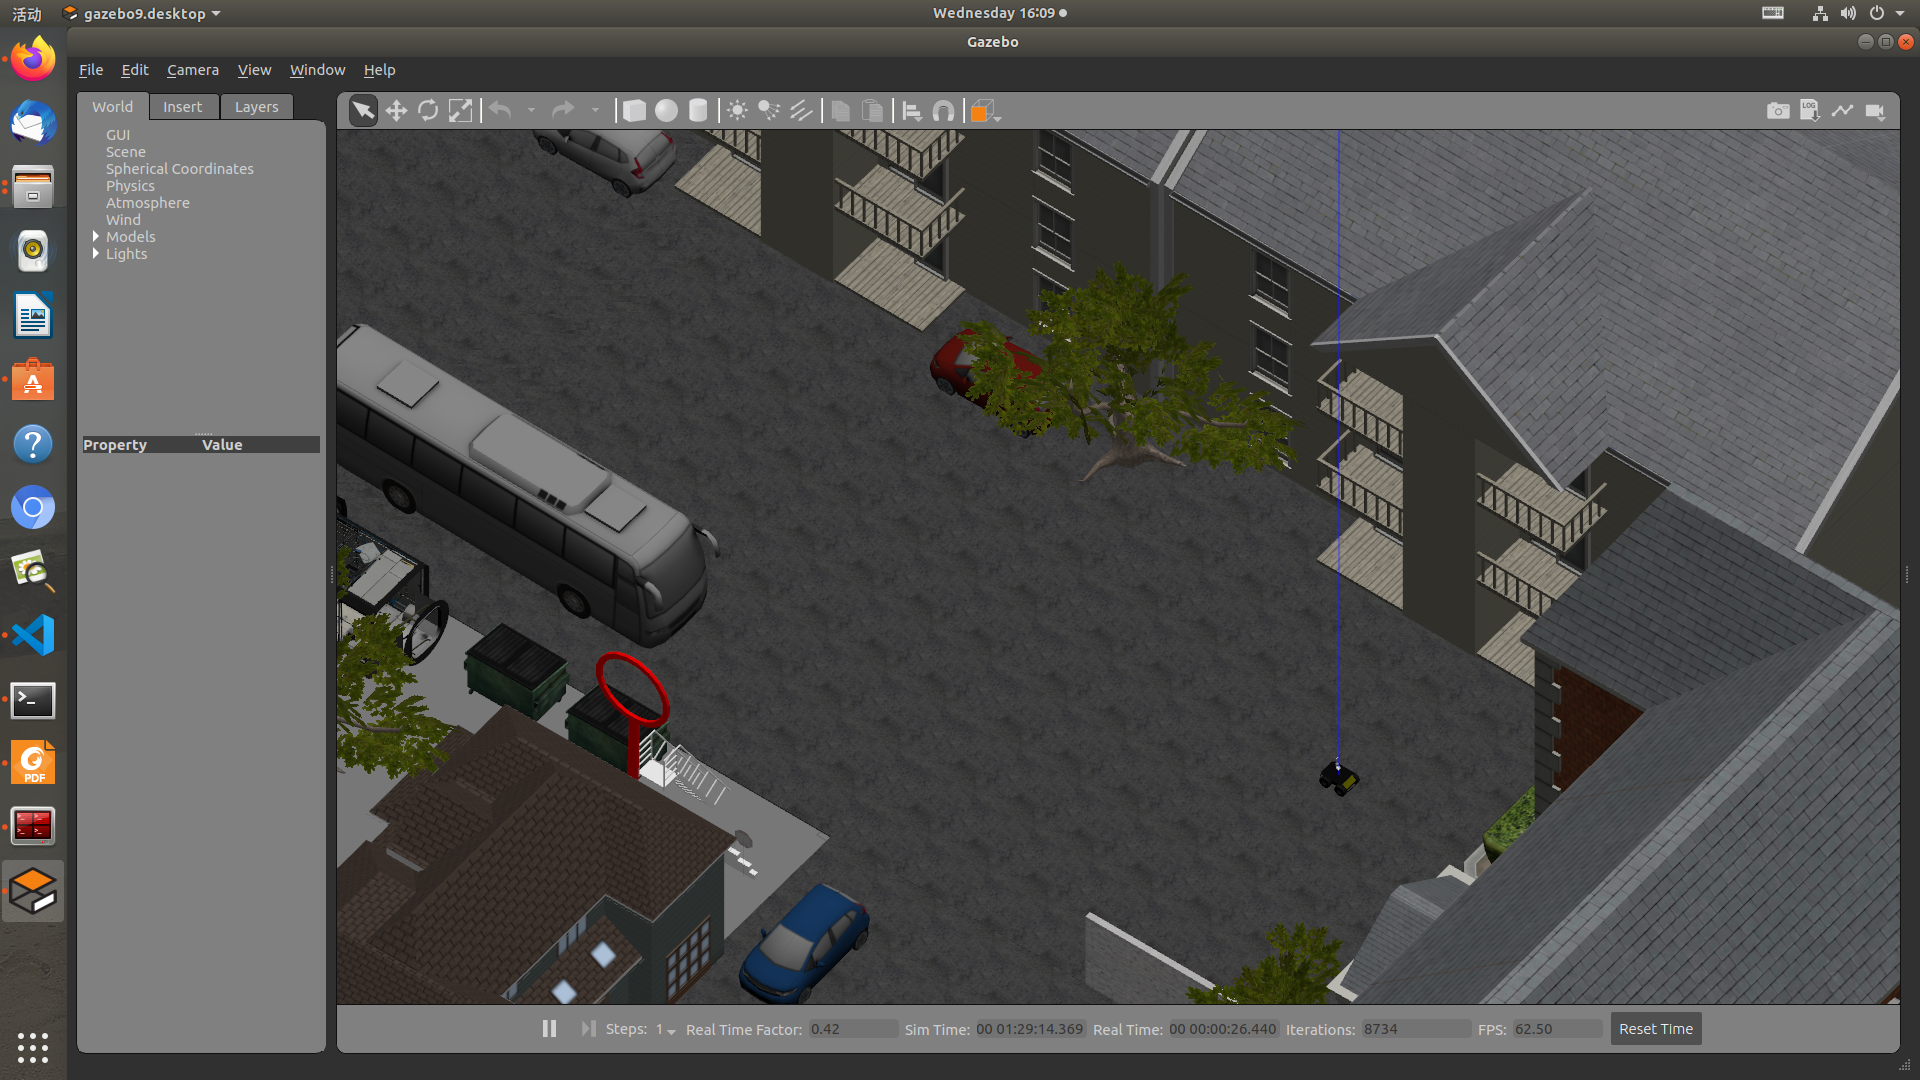 活动
gazebo9.desktop
Wednesday 16:09
Gazebo
File Edit Camera View Window Help
World Insert Layers
GUI
Scene
Spherical Coordinates
Physics
Atmosphere
Wind
Models
Lights
Property Value
LOG
PDF
Steps: 1 Real Time Factor: 0.42 Sim Time: 00 01:29:14.369 Real Time: 00 00:00:26.440 Iterations: 8734 FPS: 62.50 Reset Time